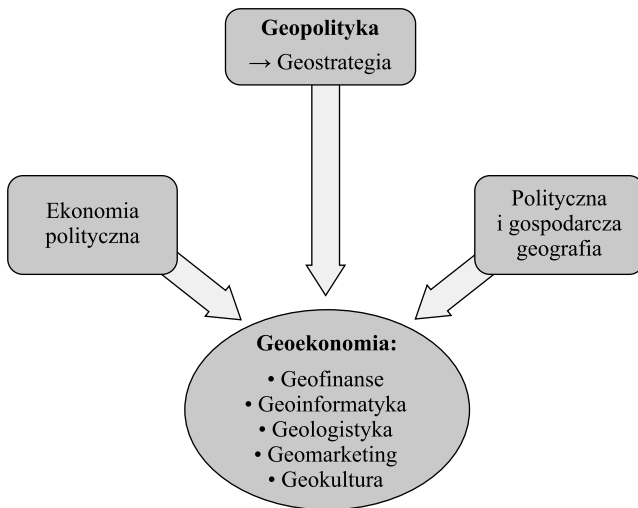 Geopolityka
→ Geostrategia
Ekonomia
polityczna
Polityczna
i gospodarcza
geografia
Geoekonomia:
• Geofinanse
• Geoinformatyka
• Geologistyka
• Geomarketing
• Geokultura